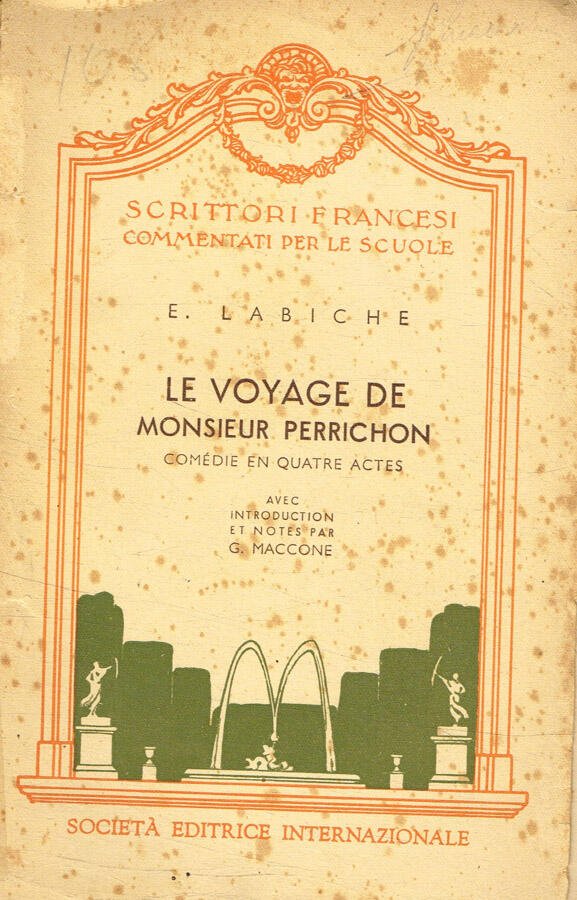 SCRITTORI FRANCESI
COMMENTATI PER LE SCUOLE
E. LABICHE
LE VOYAGE DE
MONSIEUR PERRICHON
COMÉDIE EN QUATRE ACTES
AVEC
INTRODUCTION
ET NOTES PAR
G. MACCONE
SOCIETÀ EDITRICE INTERNAZIONALE